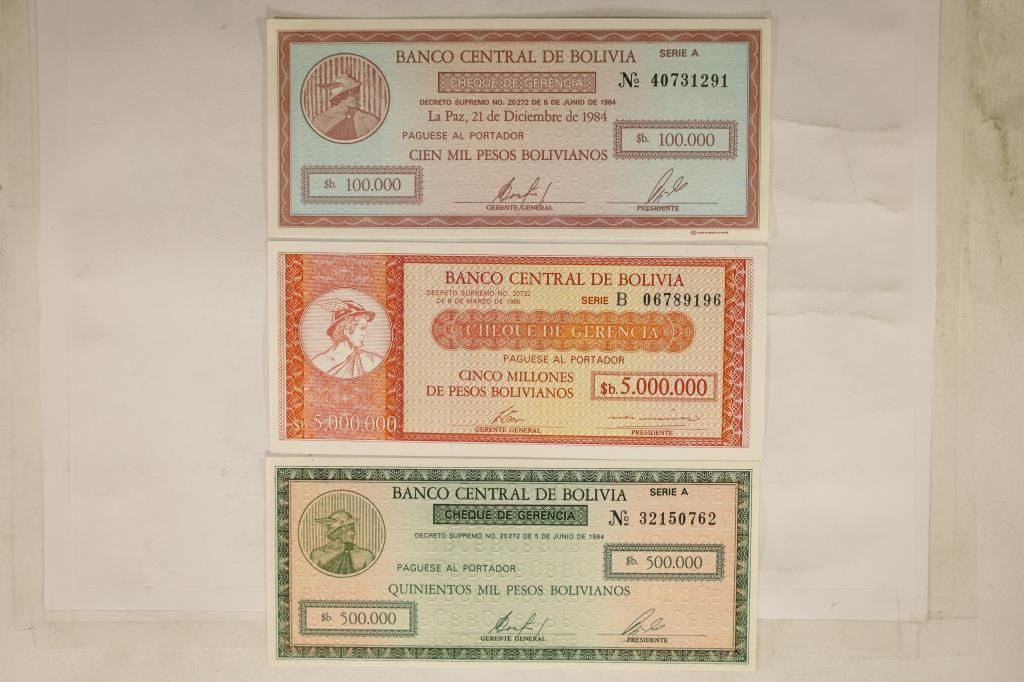 BANCO CENTRAL DE BOLIVIA SERIE A
CHEQUE DE GERENCIA № 40731291
DECRETO SUPREMO NO. 20272 DE 5 DE JUNIO DE 1984
La Paz, 21 de Diciembre de 1984
PAGUESE AL PORTADOR $b. 100.000
CIEN MIL PESOS BOLIVIANOS
$b. 100.000
GERENTE GENERAL PRESIDENTE
BANCO CENTRAL DE BOLIVIA
DECRETO SUPREMO NO. 20732
DE 8 DE MARZO DE 1985 SERIE B 06789196
CHEQUE DE GERENCIA
PAGUESE AL PORTADOR
CINCO MILLONES
DE PESOS BOLIVIANOS $b. 5.000.000
$b 5.000.000
GERENTE GENERAL PRESIDENTE
BANCO CENTRAL DE BOLIVIA SERIE A
CHEQUE DE GERENCIA № 32150762
DECRETO SUPREMO NO. 20272 DE 5 DE JUNIO DE 1984
PAGUESE AL PORTADOR $b. 500.000
QUINIENTOS MIL PESOS BOLIVIANOS
$b. 500.000
GERENTE GENERAL PRESIDENTE